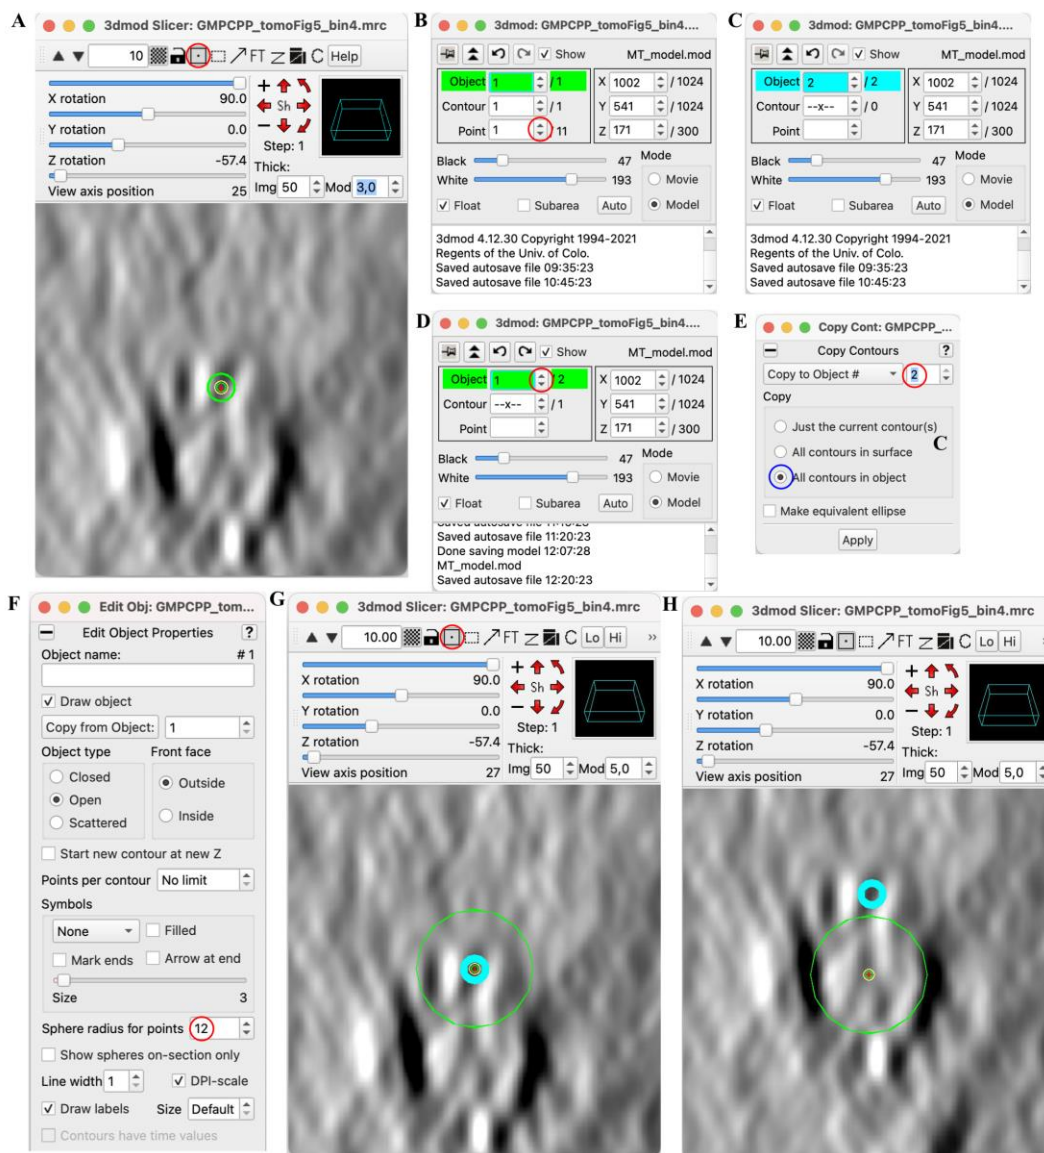 A
3dmod Slicer: GMPCPP_tomoFig5_bin4.mrc
10 FT Z C Help
X rotation 90.0
Y rotation 0.0
Z rotation -57.4
View axis position 25
Sh
Step: 1
Thick:
Img 50 Mod 3,0
B
3dmod: GMPCPP_tomoFig5_bin4....
Show MT_model.mod
Object 1 / 1 X 1002 / 1024
Contour 1 / 1 Y 541 / 1024
Point 1 / 11 Z 171 / 300
Black 47 Mode
White 193 Movie
Float Subarea Auto Model
3dmod 4.12.30 Copyright 1994-2021
Regents of the Univ. of Colo.
Saved autosave file 09:35:23
Saved autosave file 10:45:23
C
3dmod: GMPCPP_tomoFig5_bin4....
Show MT_model.mod
Object 2 / 2 X 1002 / 1024
Contour --x-- / 0 Y 541 / 1024
Point Z 171 / 300
Black 47 Mode
White 193 Movie
Float Subarea Auto Model
3dmod 4.12.30 Copyright 1994-2021
Regents of the Univ. of Colo.
Saved autosave file 09:35:23
Saved autosave file 10:45:23
D
3dmod: GMPCPP_tomoFig5_bin4....
Show MT_model.mod
Object 1 / 2 X 1002 / 1024
Contour --x-- / 1 Y 541 / 1024
Point Z 171 / 300
Black 47 Mode
White 193 Movie
Float Subarea Auto Model
Saved autosave file 11:20:23
Done saving model 12:07:28
MT_model.mod
Saved autosave file 12:20:23
E
Copy Cont: GMPCPP_...
Copy Contours ?
Copy to Object # 2
Copy
Just the current contour(s)
All contours in surface C
All contours in object
Make equivalent ellipse
Apply
F
Edit Obj: GMPCPP_tom...
Edit Object Properties ?
Object name: # 1
Draw object
Copy from Object: 1
Object type Front face
Closed Outside
Open
Scattered Inside
Start new contour at new Z
Points per contour No limit
Symbols
None Filled
Mark ends Arrow at end
Size 3
Sphere radius for points 12
Show spheres on-section only
Line width 1 DPI-scale
Draw labels Size Default
Contours have time values
G
3dmod Slicer: GMPCPP_tomoFig5_bin4.mrc
10.00 FT Z C Lo Hi »
X rotation 90.0
Y rotation 0.0
Z rotation -57.4
View axis position 27
Sh
Step: 1
Thick:
Img 50 Mod 5,0
H
3dmod Slicer: GMPCPP_tomoFig5_bin4.mrc
10.00 FT Z C Lo Hi
X rotation 90.0
Y rotation 0.0
Z rotation -57.4
View axis position 27
Sh
Step: 1
Thick:
Img 50 Mod 5,0